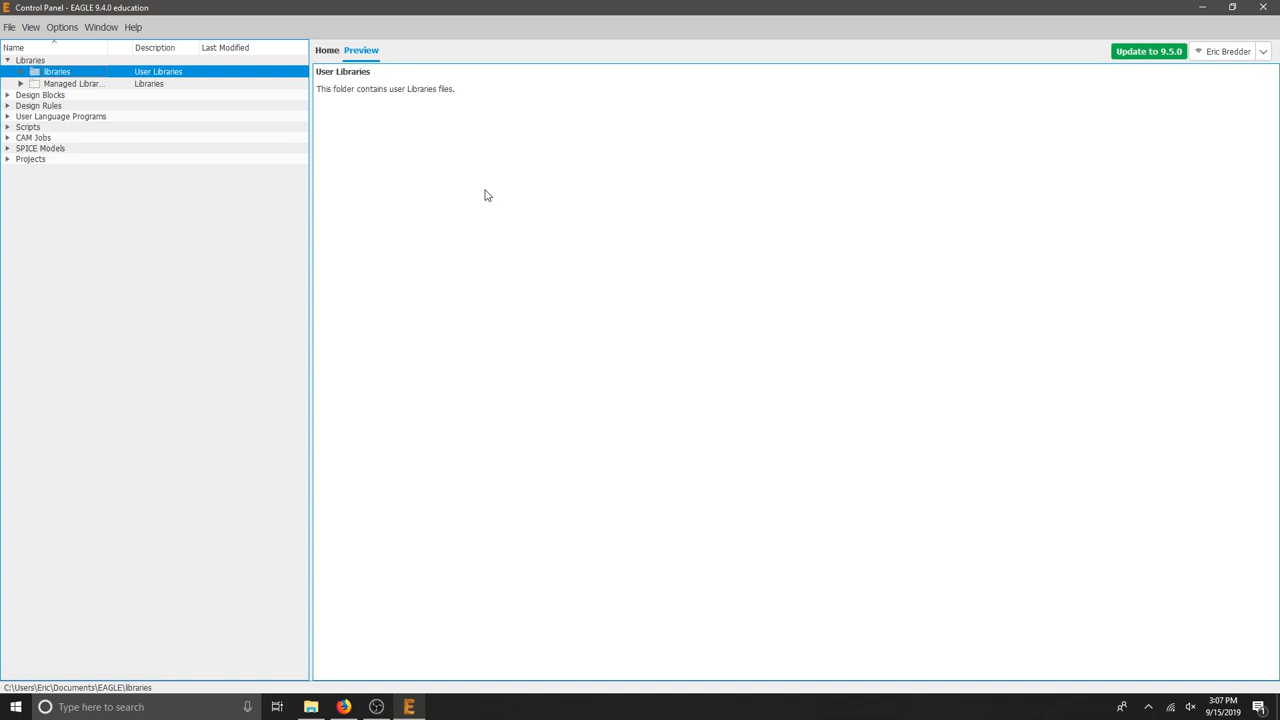 Control Panel - EAGLE 9.4.0 education
File View Options Window Help
Name Description Last Modified
Libraries
libraries User Libraries
Managed Librar... Libraries
Design Blocks
Design Rules
User Language Programs
Scripts
CAM Jobs
SPICE Models
Projects
Home Preview
Update to 9.5.0 Eric Bredder
User Libraries
This folder contains user Libraries files.
C:\Users\Eric\Documents\EAGLE\libraries
Type here to search
3:07 PM
9/15/2019
1